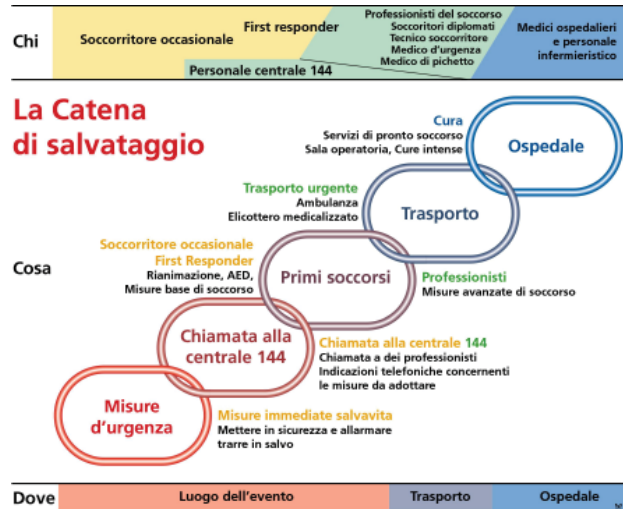 Chi
Soccorritore occasionale
First responder
Personale centrale 144
Professionisti del soccorso
Soccoritori diplomati
Tecnico soccorritore
Medico d'urgenza
Medico di pichetto
Medici ospedalieri
e personale
infermieristico
La Catena
di salvataggio
Cura
Servizi di pronto soccorso
Sala operatoria, Cure intense
Ospedale
Trasporto urgente
Ambulanza
Elicottero medicalizzato
Trasporto
Cosa
Soccorritore occasionale
First Responder
Rianimazione, AED,
Misure base di soccorso
Primi soccorsi
Professionisti
Misure avanzate di soccorso
Chiamata alla
centrale 144
Chiamata alla centrale 144
Chiamata a dei professionisti
Indicazioni telefoniche concernenti
le misure da adottare
Misure
d'urgenza
Misure immediate salvavita
Mettere in sicurezza e allarmare
trarre in salvo
Dove
Luogo dell'evento
Trasporto
Ospedale